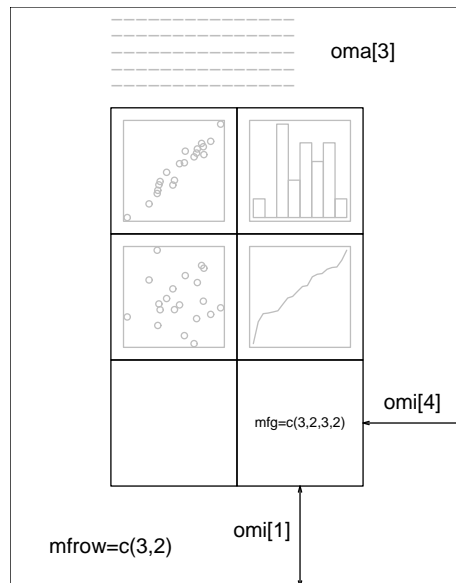 oma[3]
omi[4]
mfg=c(3,2,3,2)
omi[1]
mfrow=c(3,2)